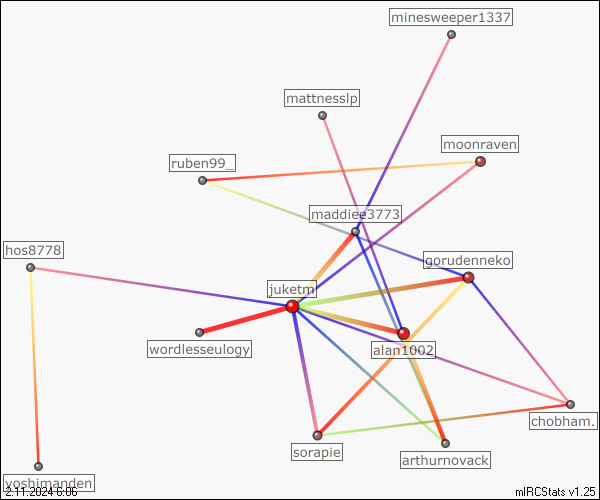 minesweeper1337
mattnesslp
moonraven
ruben99_
maddiee3773
hos8778
gorudenneko
juketm
wordlesseulogy
alan1002
chobham.
sorapie
arthurnovack
yoshimanden
2.11.2024 6:06
mIRCStats v1.25